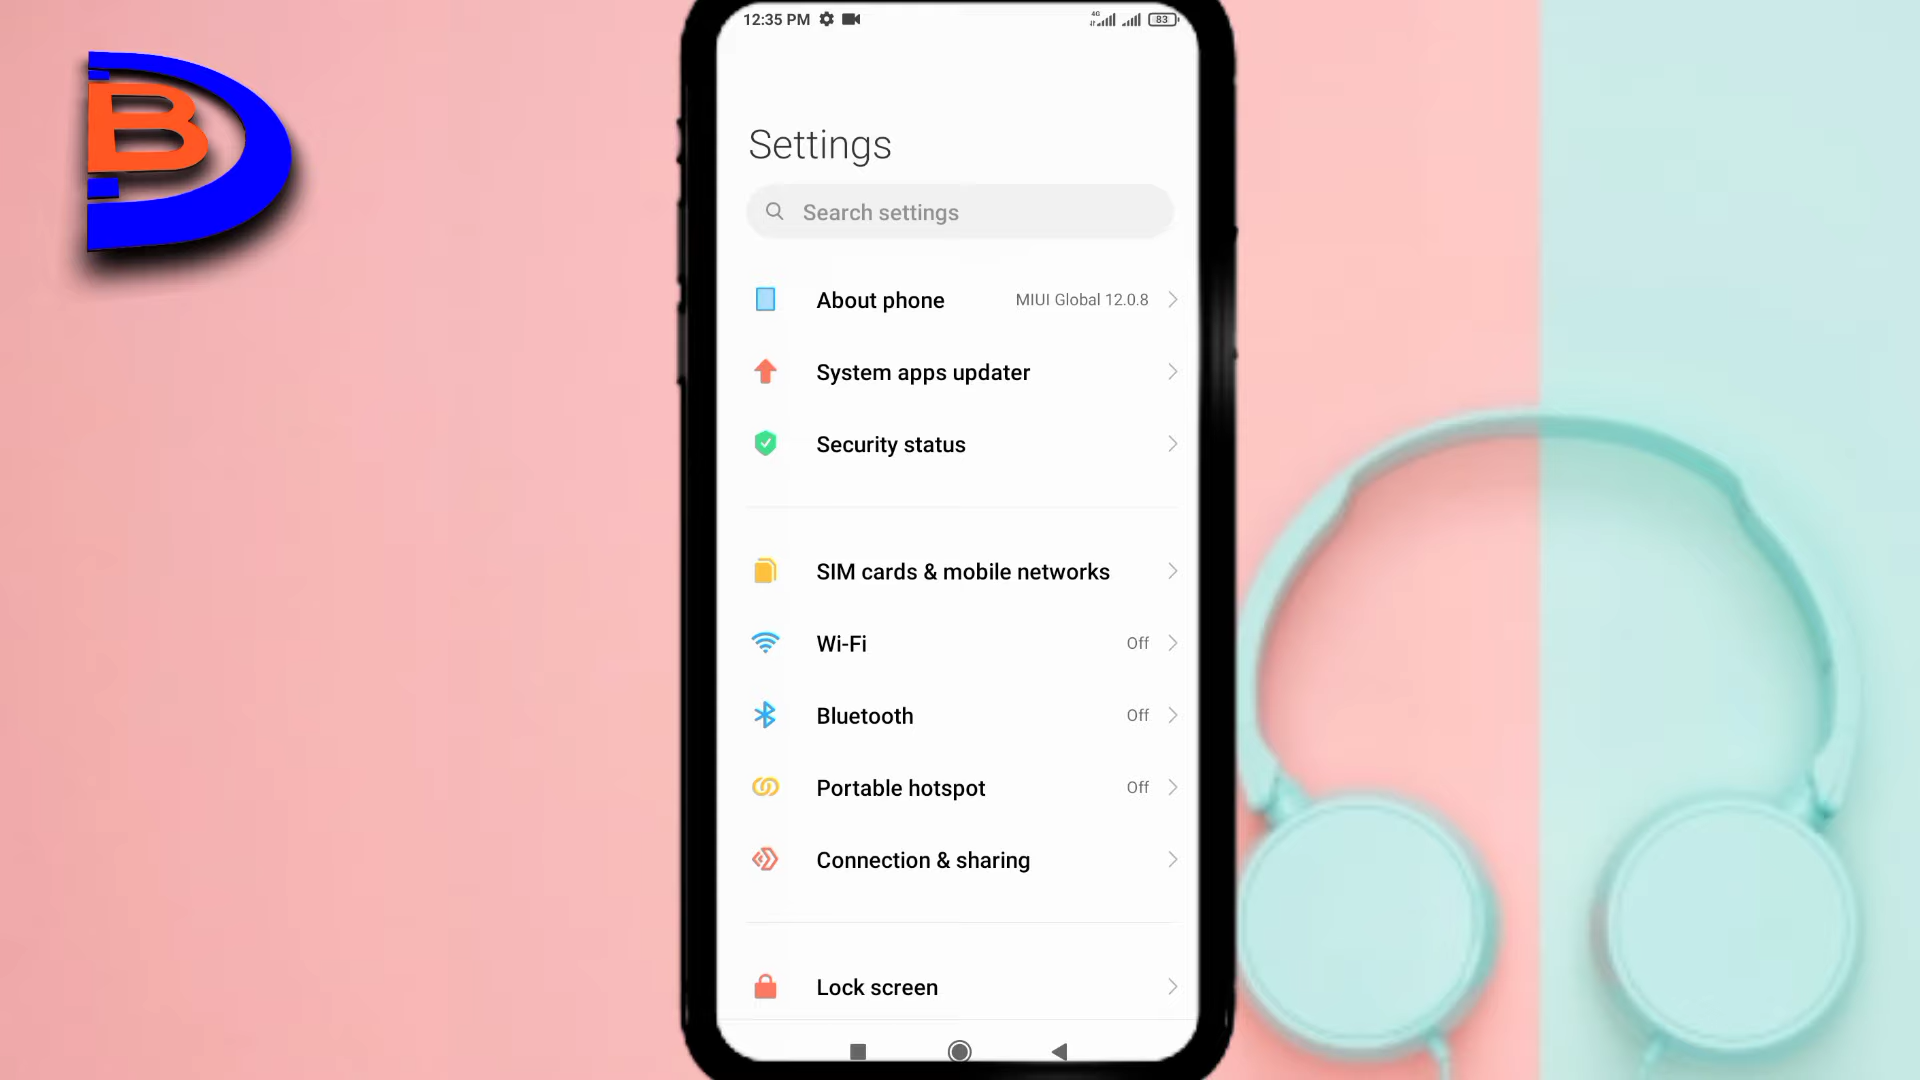 B
12:35 PM
4G
83
Settings
Search settings
About phone
MIUI Global 12.0.8
System apps updater
Security status
SIM cards & mobile networks
Wi-Fi
Off
Bluetooth
Off
Portable hotspot
Off
Connection & sharing
Lock screen